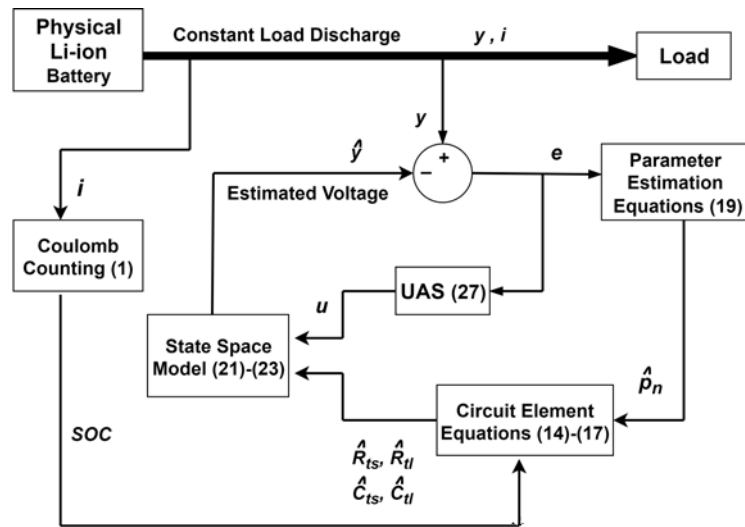 Physical
Li-ion
Battery
Constant Load Discharge
y , i
Load
y
ŷ
+
−
e
Estimated Voltage
Parameter
Estimation
Equations (19)
i
Coulomb
Counting (1)
UAS (27)
u
State Space
Model (21)-(23)
p̂n
Circuit Element
Equations (14)-(17)
SOC
R̂ts, R̂tl
Ĉts, Ĉtl